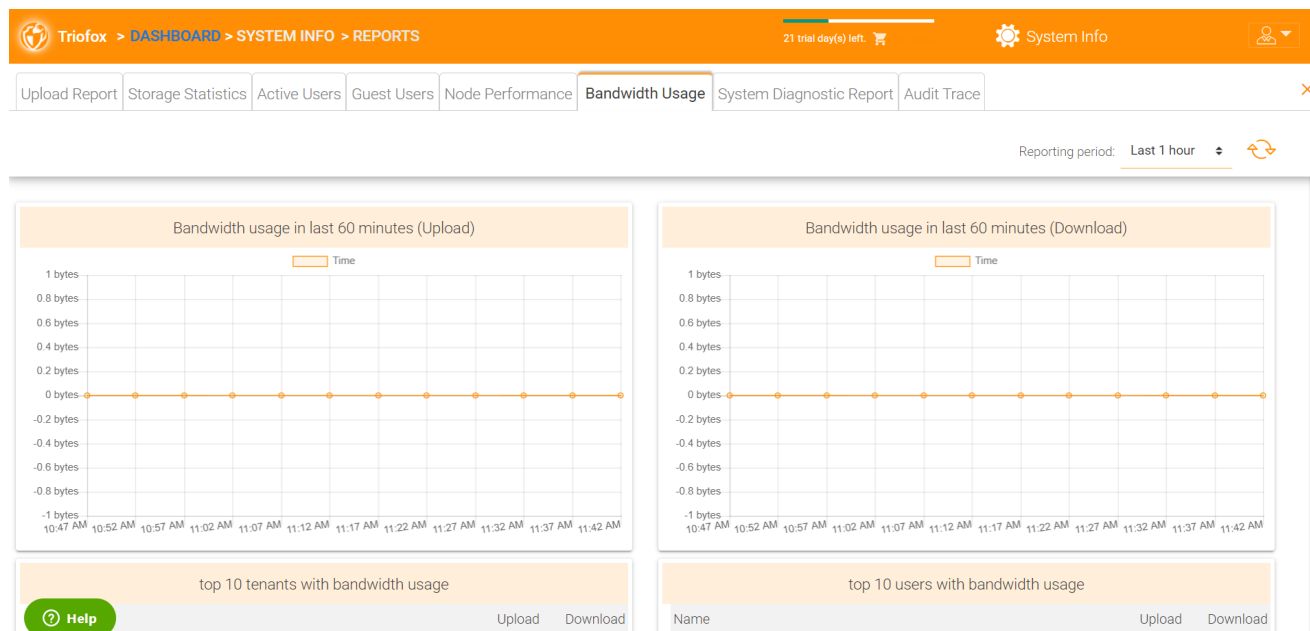 Triofox > DASHBOARD > SYSTEM INFO > REPORTS
21 trial day(s) left.
System Info
Upload Report Storage Statistics Active Users Guest Users Node Performance Bandwidth Usage System Diagnostic Report Audit Trace
Reporting period: Last 1 hour
Bandwidth usage in last 60 minutes (Upload)
Time
1 bytes
0.8 bytes
0.6 bytes
0.4 bytes
0.2 bytes
0 bytes
-0.2 bytes
-0.4 bytes
-0.6 bytes
-0.8 bytes
-1 bytes
10:47 AM 10:52 AM 10:57 AM 11:02 AM 11:07 AM 11:12 AM 11:17 AM 11:22 AM 11:27 AM 11:32 AM 11:37 AM 11:42 AM
Bandwidth usage in last 60 minutes (Download)
Time
1 bytes
0.8 bytes
0.6 bytes
0.4 bytes
0.2 bytes
0 bytes
-0.2 bytes
-0.4 bytes
-0.6 bytes
-0.8 bytes
-1 bytes
10:47 AM 10:52 AM 10:57 AM 11:02 AM 11:07 AM 11:12 AM 11:17 AM 11:22 AM 11:27 AM 11:32 AM 11:37 AM 11:42 AM
top 10 tenants with bandwidth usage
Upload Download
top 10 users with bandwidth usage
Name Upload Download
? Help